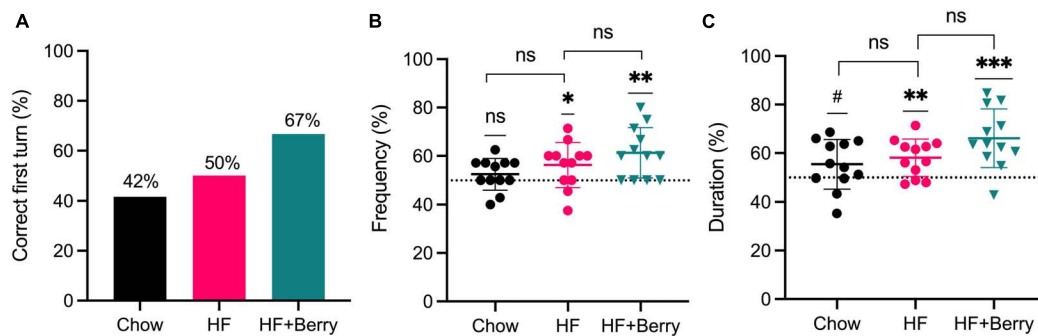 A
Correct first turn (%)
100
80
60
40
20
0
42%
50%
67%
Chow
HF
HF+Berry
B
Frequency (%)
100
80
60
40
20
0
ns
ns
ns
*
**
Chow
HF
HF+Berry
C
Duration (%)
100
80
60
40
20
0
ns
ns
#
**
***
Chow
HF
HF+Berry